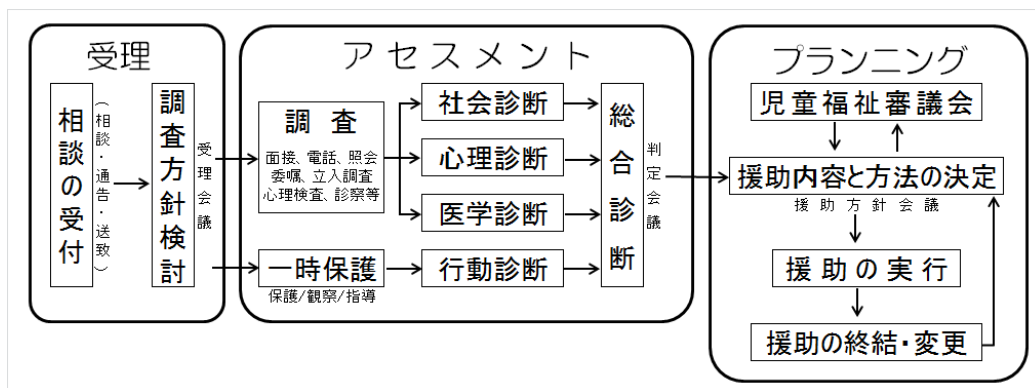 受理
相談の受付
（相談・通告・送致）
調査方針検討
受理会議
アセスメント
調査
面接、電話、照会
委嘱、立入調査
心理検査、診察等
一時保護
保護/観察/指導
社会診断
心理診断
医学診断
行動診断
総合診断
判定会議
プランニング
児童福祉審議会
援助内容と方法の決定
援助方針会議
援助の実行
援助の終結・変更